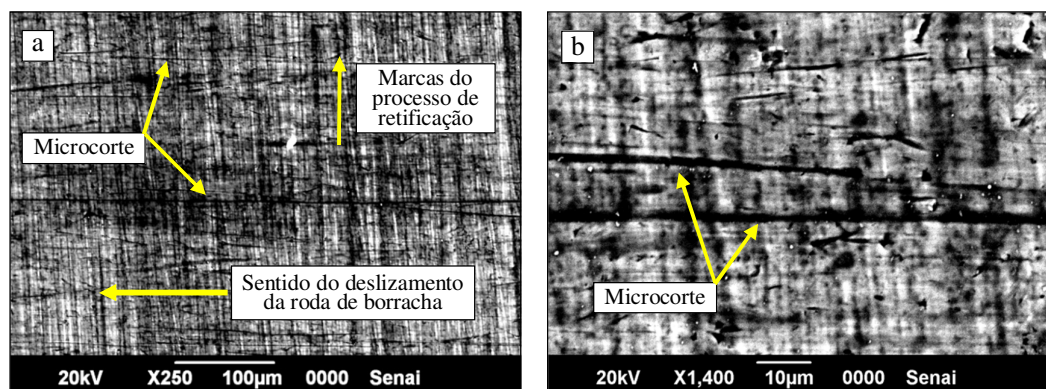 a
Marcas do
processo de
retificação
Microcorte
Sentido do deslizamento
da roda de borracha
20kV X250 100µm 0000 Senai
b
Microcorte
20kV X1,400 10µm 0000 Senai